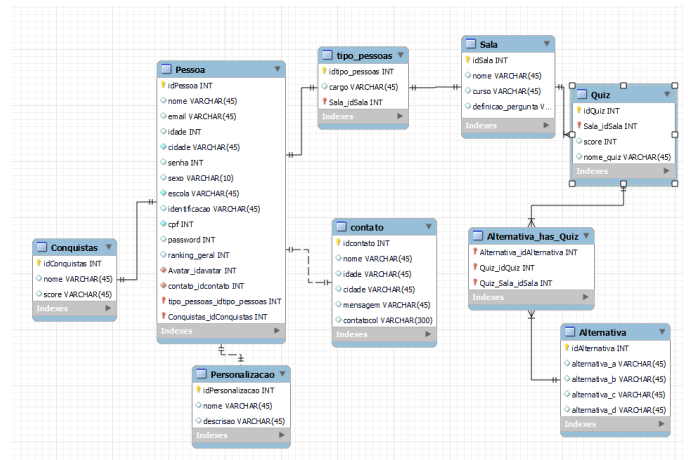 Pessoa
idPessoa INT
nome VARCHAR(45)
email VARCHAR(45)
idade INT
cidade VARCHAR(45)
senha INT
sexo VARCHAR(10)
escola VARCHAR(45)
identificacao VARCHAR(45)
cpf INT
password INT
ranking_geral INT
Avatar_idavatar INT
contato_idcontato INT
tipo_pessoas_idtipo_pessoas INT
Conquistas_idConquistas INT
Indexes
tipo_pessoas
idtipo_pessoas INT
cargo VARCHAR(45)
Sala_idSala INT
Indexes
Sala
idSala INT
nome VARCHAR(45)
curso VARCHAR(45)
definicao_pergunta V...
Indexes
Quiz
idQuiz INT
Sala_idSala INT
score INT
nome_quiz VARCHAR(45)
Indexes
Conquistas
idConquistas INT
nome VARCHAR(45)
score VARCHAR(45)
Indexes
contato
idcontato INT
nome VARCHAR(45)
idade VARCHAR(45)
cidade VARCHAR(45)
mensagem VARCHAR(45)
contatocol VARCHAR(300)
Indexes
Alternativa_has_Quiz
Alternativa_idAlternativa INT
Quiz_idQuiz INT
Quiz_Sala_idSala INT
Indexes
Alternativa
idAlternativa INT
alternativa_a VARCHAR(45)
alternativa_b VARCHAR(45)
alternativa_c VARCHAR(45)
alternativa_d VARCHAR(45)
Indexes
Personalizacao
idPersonalizacao INT
nome VARCHAR(45)
descrisao VARCHAR(45)
Indexes